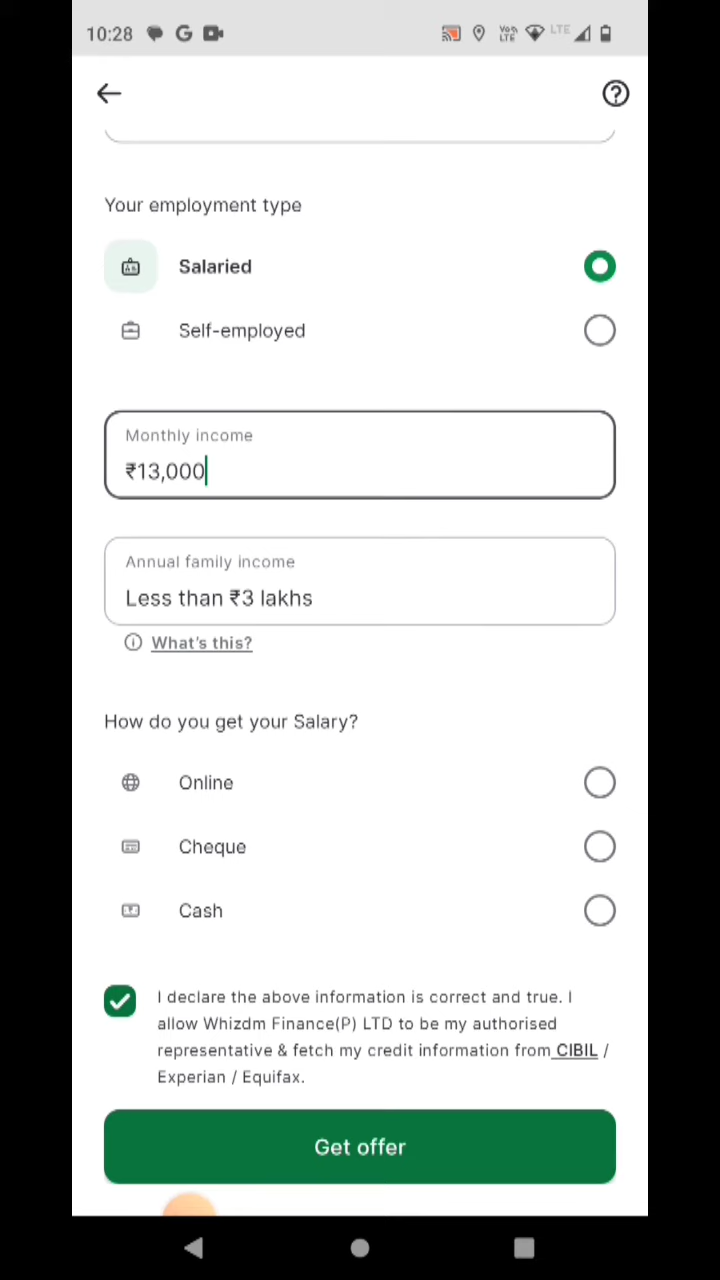 10:28
Vo))
LTE
LTE
Your employment type
Salaried
Self-employed
Monthly income
₹13,000
Annual family income
Less than ₹3 lakhs
What's this?
How do you get your Salary?
Online
Cheque
Cash
I declare the above information is correct and true. I
allow Whizdm Finance(P) LTD to be my authorised
representative & fetch my credit information from CIBIL /
Experian / Equifax.
Get offer